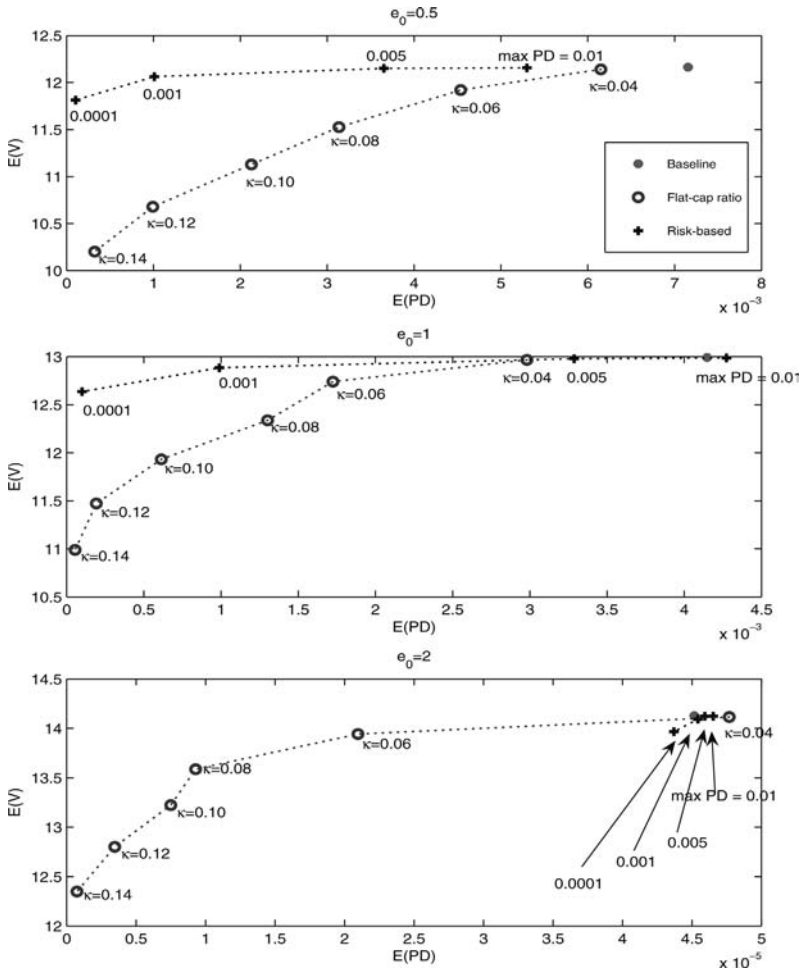 e0=0.5
12.5
12
11.5
11
10.5
10
E(V)
0.0001
0.001
0.005
max PD = 0.01
κ=0.04
κ=0.06
κ=0.08
κ=0.10
κ=0.12
κ=0.14
Baseline
Flat-cap ratio
Risk-based
0 1 2 3 4 5 6 7 8
E(PD)
x 10⁻³
e0=1
13
12.5
12
11.5
11
10.5
E(V)
0.0001
0.001
κ=0.04
0.005
max PD = 0.01
κ=0.06
κ=0.08
κ=0.10
κ=0.12
κ=0.14
0 0.5 1 1.5 2 2.5 3 3.5 4 4.5
E(PD)
x 10⁻³
e0=2
14.5
14
13.5
13
12.5
12
E(V)
κ=0.04
κ=0.06
κ=0.08
κ=0.10
κ=0.12
κ=0.14
max PD = 0.01
0.005
0.001
0.0001
0 0.5 1 1.5 2 2.5 3 3.5 4 4.5 5
E(PD)
x 10⁻⁵